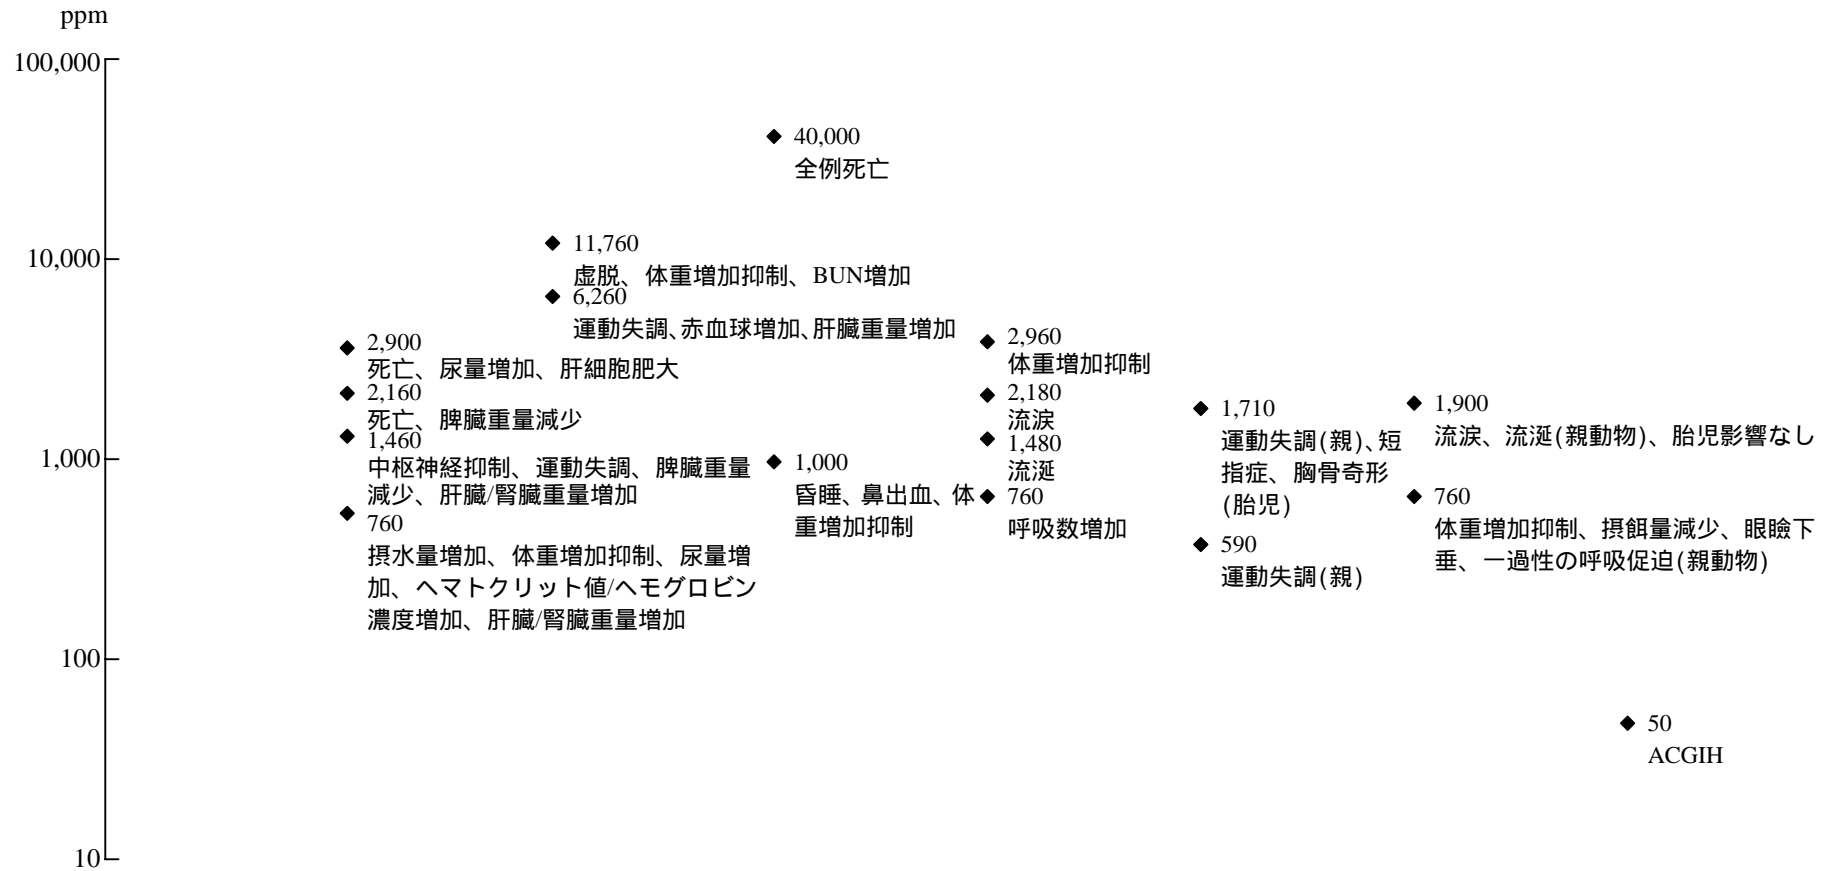 ppm
100,000
10,000
1,000
100
10
2,900
死亡、尿量増加、肝細胞肥大
2,160
死亡、脾臓重量減少
1,460
中枢神経抑制、運動失調、脾臓重量
減少、肝臓/腎臓重量増加
760
摂水量増加、体重増加抑制、尿量増
加、ヘマトクリット値/ヘモグロビン
濃度増加、肝臓/腎臓重量増加
11,760
虚脱、体重増加抑制、BUN増加
6,260
運動失調、赤血球増加、肝臓重量増加
40,000
全例死亡
1,000
昏睡、鼻出血、体
重増加抑制
2,960
体重増加抑制
2,180
流涙
1,480
流涎
760
呼吸数増加
1,710
運動失調(親)、短
指症、胸骨奇形
(胎児)
590
運動失調(親)
1,900
流涙、流涎(親動物)、胎児影響なし
760
体重増加抑制、摂餌量減少、眼瞼下
垂、一過性の呼吸促迫(親動物)
50
ACGIH